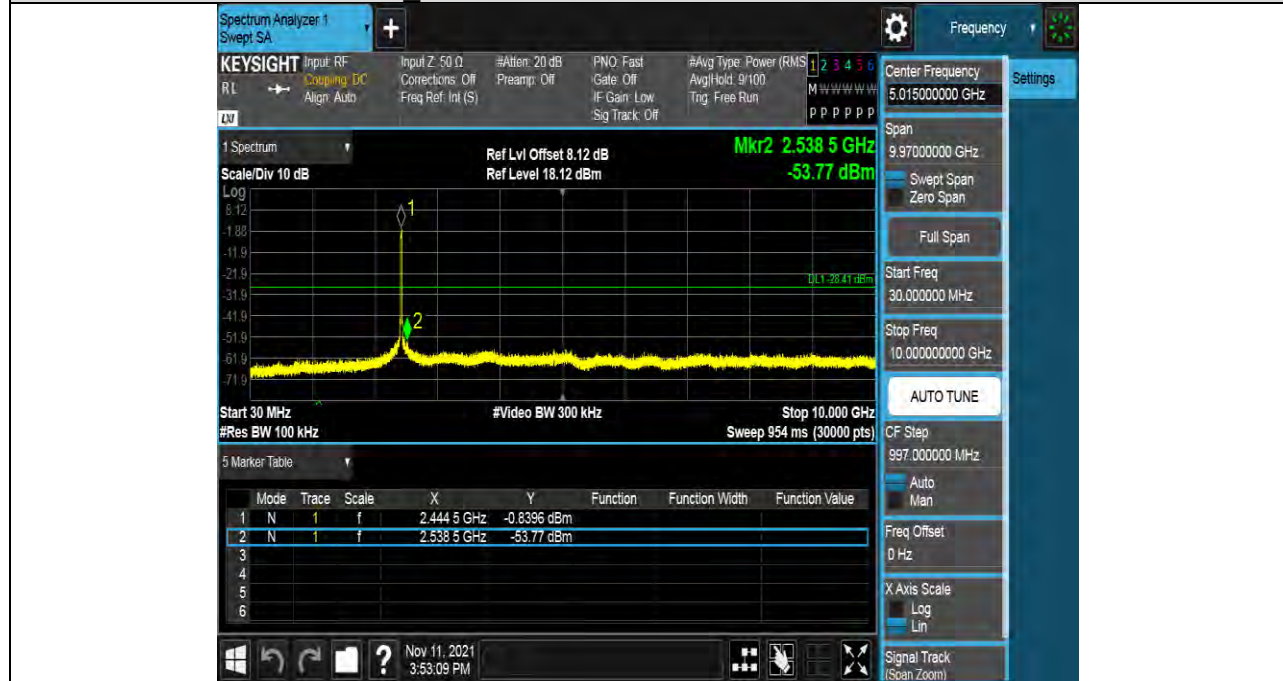 Spectrum Analyzer 1
Swept SA
+
Frequency
KEYSIGHT Input: RF Input Z: 50 Ω #Atten: 20 dB PNO: Fast #Avg Type: Power (RMS 1 2 3 4 5 6
RL Coupling: DC Corrections: Off Preamp: Off Gate: Off Avg|Hold: 9/100 M W W W W W
Align: Auto Freq Ref: Int (S) IF Gain: Low Trig: Free Run
LXI Sig Track: Off P P P P P P
Center Frequency
5.015000000 GHz
Settings
Span
9.97000000 GHz
Swept Span
Zero Span
Full Span
Start Freq
30.000000 MHz
Stop Freq
10.000000000 GHz
AUTO TUNE
CF Step
997.000000 MHz
Auto
Man
Freq Offset
0 Hz
X Axis Scale
Log
Lin
Signal Track
(Span Zoom)
1 Spectrum
Ref Lvl Offset 8.12 dB
Mkr2 2.538 5 GHz
Scale/Div 10 dB
Ref Level 18.12 dBm
-53.77 dBm
Log
8.12
-1.88
-11.9
-21.9
-31.9
-41.9
-51.9
-61.9
-71.9
1
2
DL1 -28.41 dBm
Start 30 MHz #Video BW 300 kHz Stop 10.000 GHz
#Res BW 100 kHz Sweep 954 ms (30000 pts)
5 Marker Table
Mode Trace Scale X Y Function Function Width Function Value
1 N 1 f 2.444 5 GHz -0.8396 dBm
2 N 1 f 2.538 5 GHz -53.77 dBm
3
4
5
6
?
Nov 11, 2021
3:53:09 PM